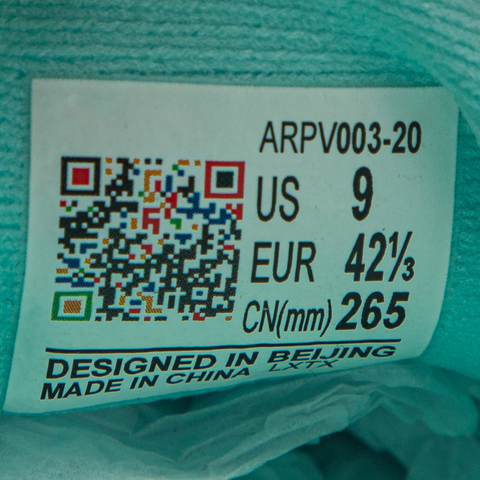 ARPV003-20
US 9
EUR 42⅓
CN(mm) 265
DESIGNED IN BEIJING
MADE IN CHINA LXTX